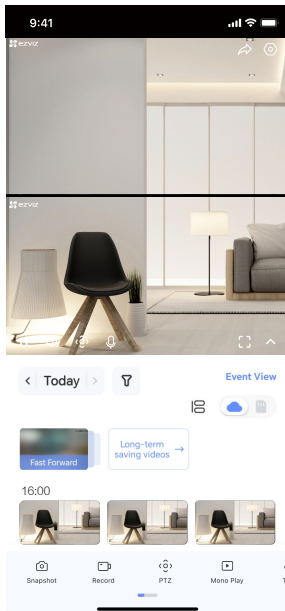 9:41
ezviz
ezviz
Today
Event View
Fast Forward
Long-term
saving videos
16:00
Snapshot
Record
PTZ
Mono Play